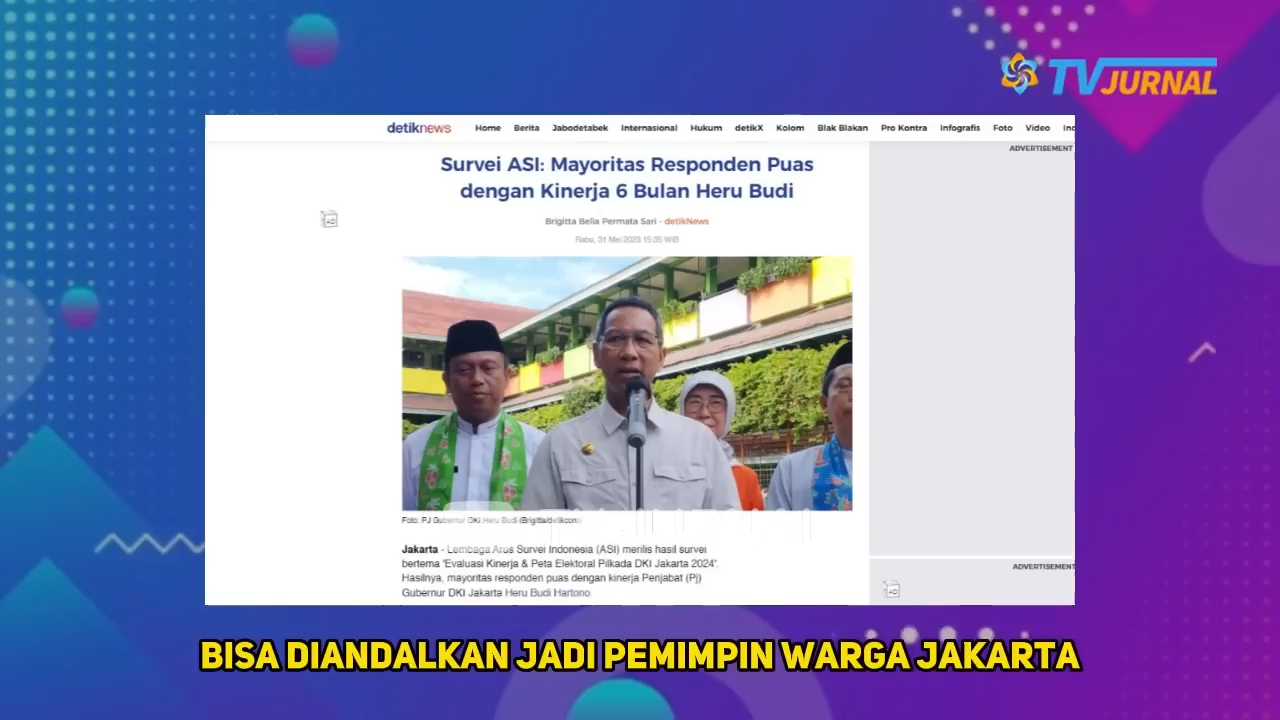 TVJURNAL
detiknews Home Berita Jabodetabek Internasional Hukum detikX Kolom Blak Blakan Pro Kontra Infografis Foto Video
ADVERTISEMENT
Survei ASI: Mayoritas Responden Puas
dengan Kinerja 6 Bulan Heru Budi
Brigitta Belia Permata Sari - detikNews
Rabu, 31 Mei 2023 15:35 WIB
AD
Foto: PJ Gubernur DKI Heru Budi (Brigitta/detikcom)
Jakarta - Lembaga Arus Survei Indonesia (ASI) merilis hasil survei
bertema 'Evaluasi Kinerja & Peta Elektoral Pilkada DKI Jakarta 2024'.
Hasilnya, mayoritas responden puas dengan kinerja Penjabat (Pj)
Gubernur DKI Jakarta Heru Budi Hartono
ADVERTISEMENT
AD
BISA DIANDALKAN JADI PEMIMPIN WARGA JAKARTA